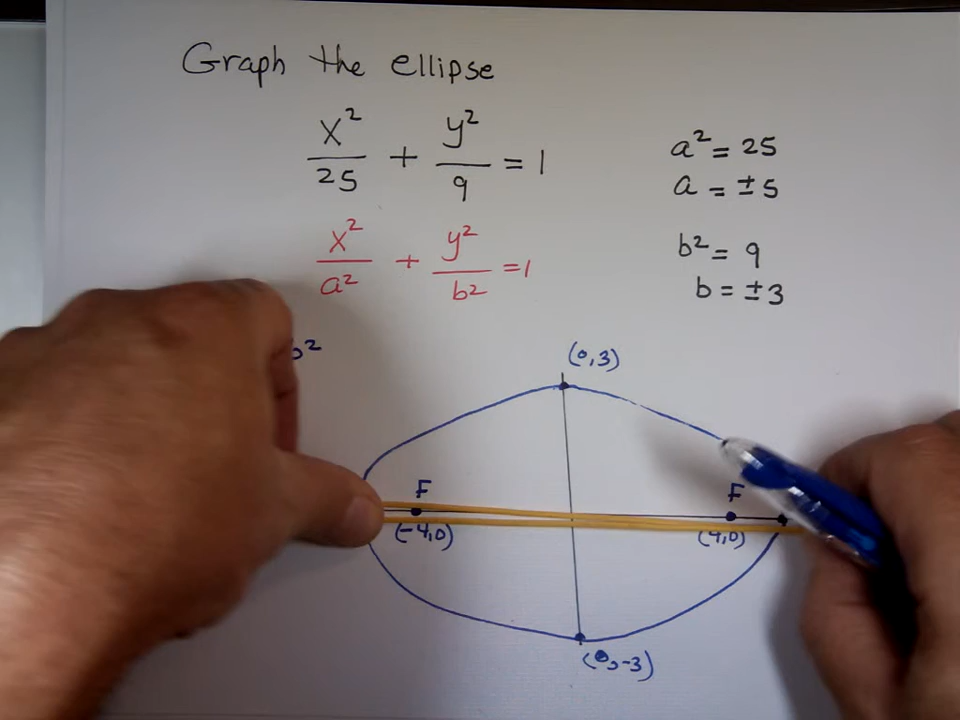 Graph the ellipse
x²/25 + y²/9 = 1
a² = 25
a = ±5
x²/a² + y²/b² = 1
b² = 9
b = ±3
b²
(0,3)
F
F
(-4,0)
(4,0)
(0,-3)